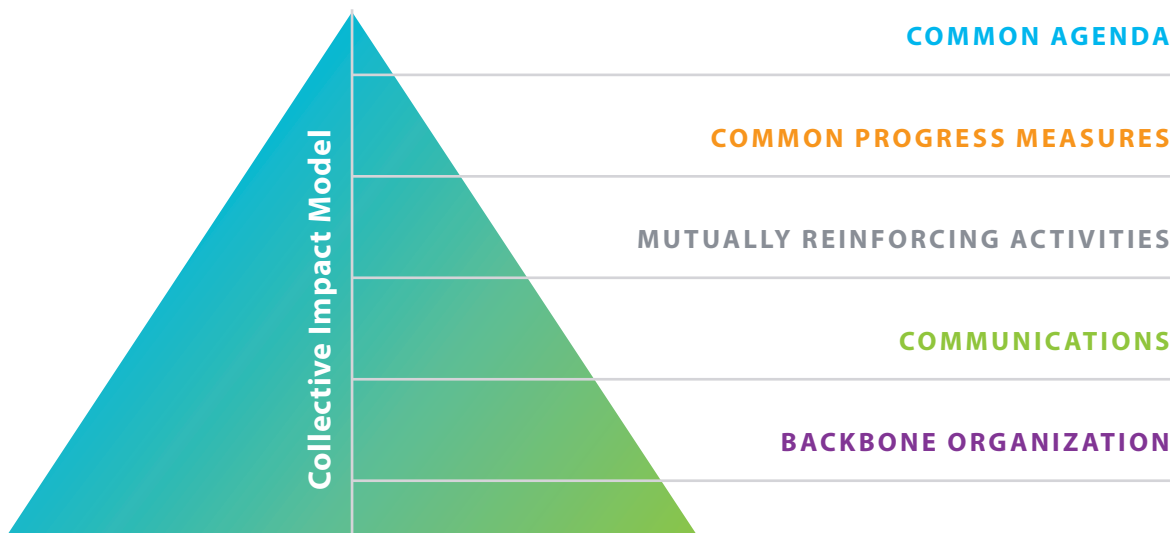 COMMON AGENDA
COMMON PROGRESS MEASURES
MUTUALLY REINFORCING ACTIVITIES
COMMUNICATIONS
BACKBONE ORGANIZATION
Collective Impact Model